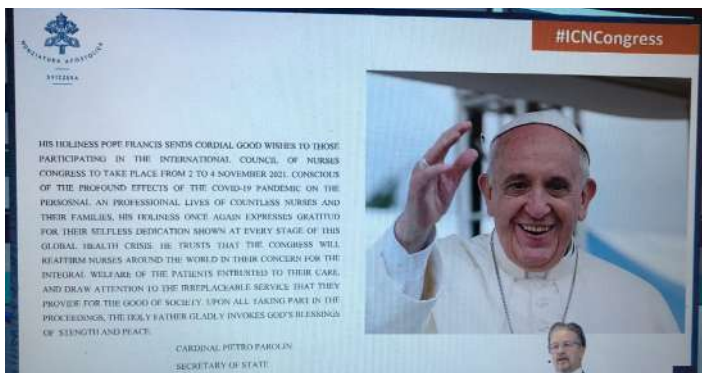 #ICNCongress
NUNZIATURA APOSTOLICA
SVIZZERA
HIS HOLINESS POPE FRANCIS SENDS CORDIAL GOOD WISHES TO THOSE
PARTICIPATING IN THE INTERNATIONAL COUNCIL OF NURSES
CONGRESS TO TAKE PLACE FROM 2 TO 4 NOVEMBER 2021. CONSCIOUS
OF THE PROFOUND EFFECTS OF THE COVID-19 PANDEMIC ON THE
PERSOSNAL AN PROFESSIONAL LIVES OF COUNTLESS NURSES AND
THEIR FAMILIES, HIS HOLINESS ONCE AGAIN EXPRESSES GRATITUD
FOR THEIR SELFLESS DEDICATION SHOWN AT EVERY STAGE OF THIS
GLOBAL HEALTH CRISIS. HE TRUSTS THAT THE CONGRESS WILL
REAFFIRM NURSES AROUND THE WORLD IN THEIR CONCERN FOR THE
INTEGRAL WELFARE OF THE PATIENTS ENTRUSTED TO THEIR CARE,
AND DRAW ATTENTION TO THE IRREPLACEABLE SERVICE THAT THEY
PROVIDE FOR THE GOOD OF SOCIETY. UPON ALL TAKING PART IN THE
PROCEEDINGS, THE HOLY FATHER GLADLY INVOKES GOD'S BLESSINGS
OF STENGTH AND PEACE.
CARDINAL PIETRO PAROLIN
SECRETARY OF STATE